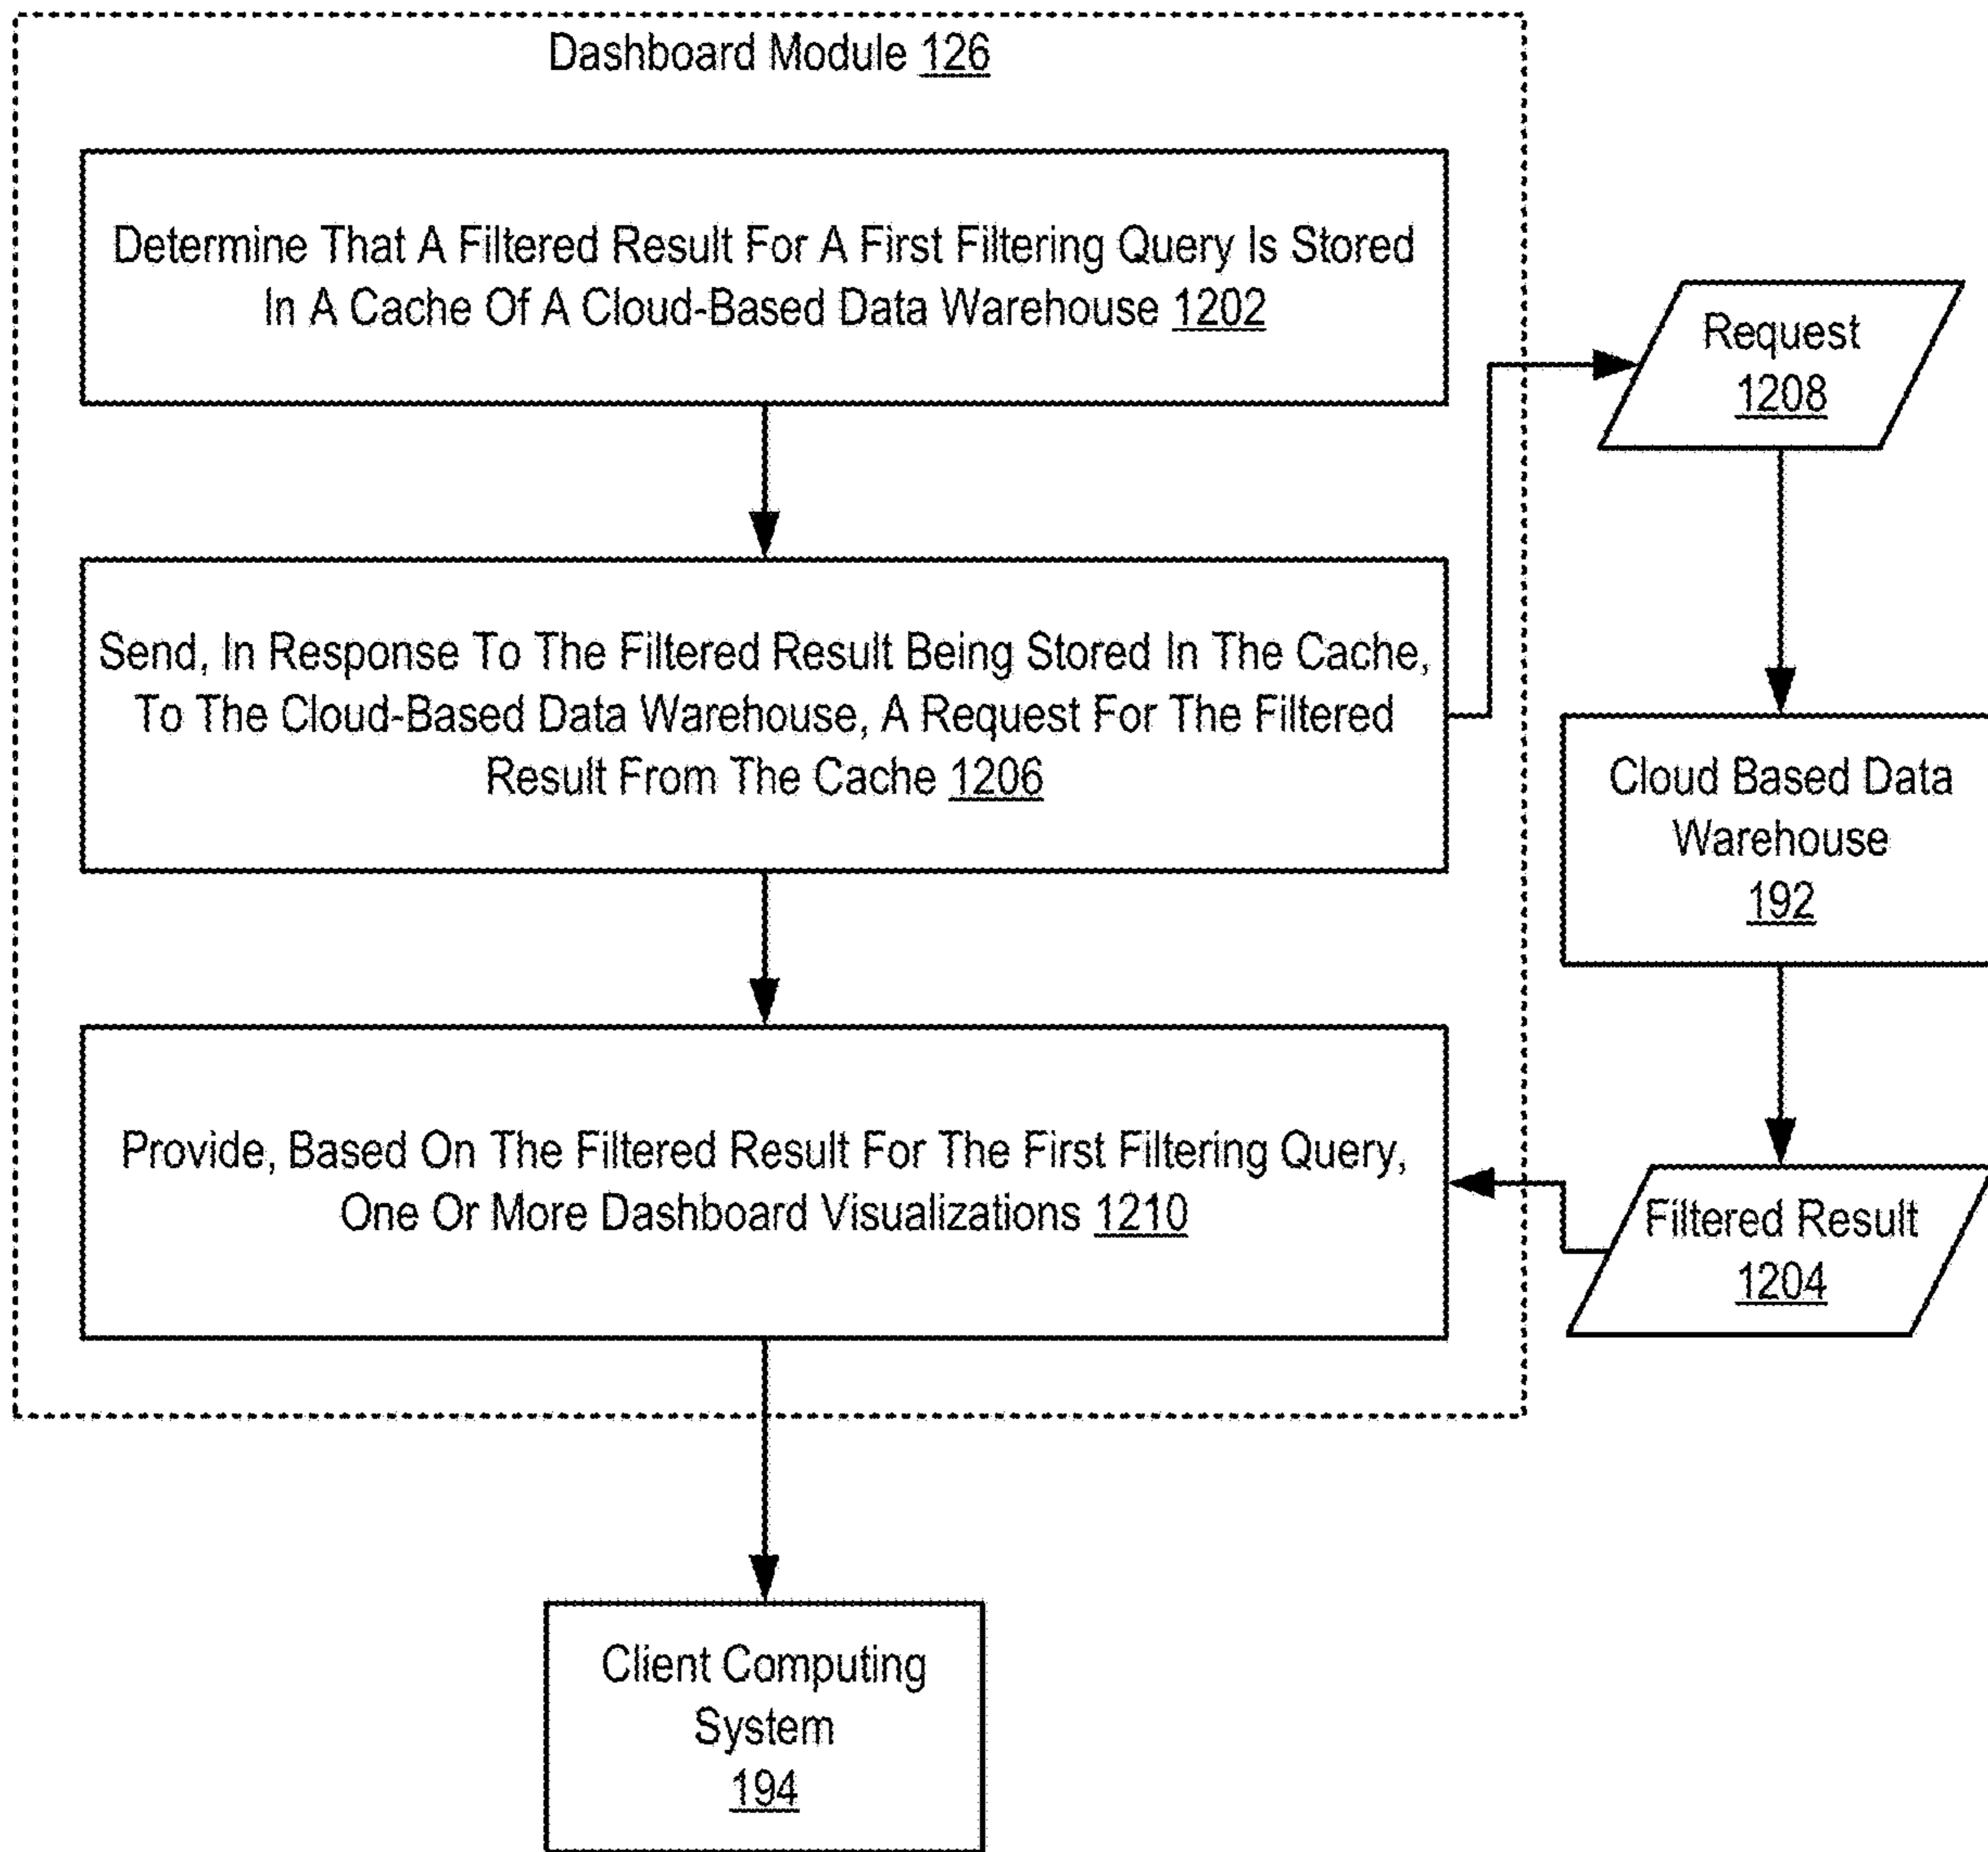 Dashboard Module 126
Determine That A Filtered Result For A First Filtering Query Is Stored
In A Cache Of A Cloud-Based Data Warehouse 1202
Send, In Response To The Filtered Result Being Stored In The Cache,
To The Cloud-Based Data Warehouse, A Request For The Filtered
Result From The Cache 1206
Provide, Based On The Filtered Result For The First Filtering Query,
One Or More Dashboard Visualizations 1210
Request
1208
Cloud Based Data
Warehouse
192
Filtered Result
1204
Client Computing
System
194